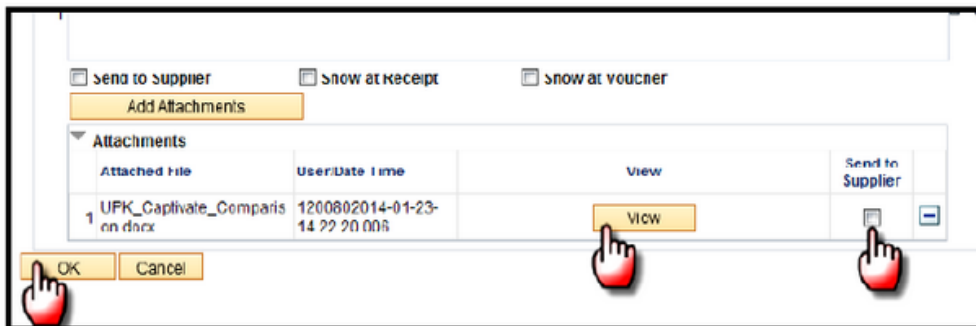 Send to Supplier Show at Receipt Show at Voucher
Add Attachments
Attachments
Attached File User/Date Time View Send to
Supplier
1 UPK_Captivate_Comparis 1200802014-01-23- View
on.docx 14.22.20.006
OK Cancel